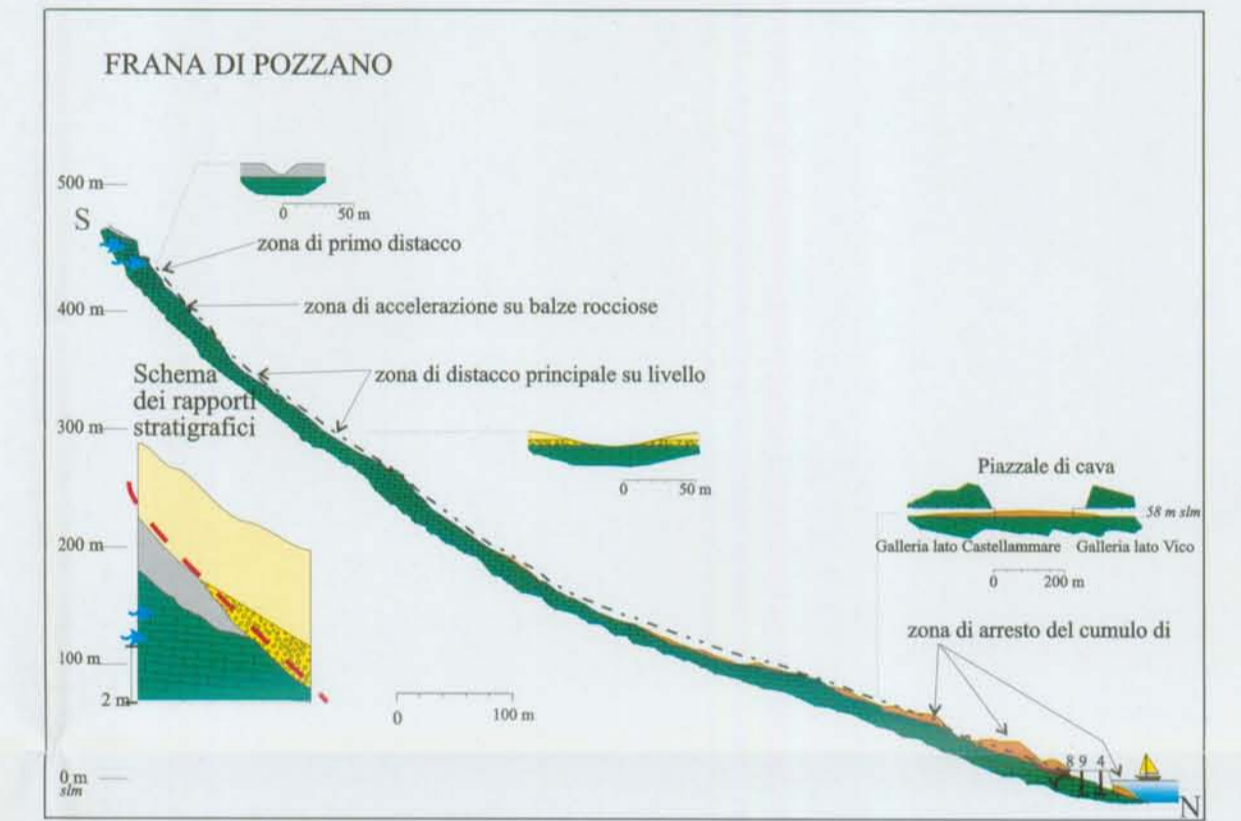 FRANA DI POZZANO
500 m
S
0 50 m
zona di primo distacco
400 m
zona di accelerazione su balze rocciose
Schema
dei rapporti
stratigrafici
zona di distacco principale su livello
300 m
0 50 m
Piazzale di cava
58 m slm
Galleria lato Castellammare Galleria lato Vico
0 200 m
200 m
zona di arresto del cumulo di
100 m
2 m
0 100 m
8 9 4
0 m
slm
N